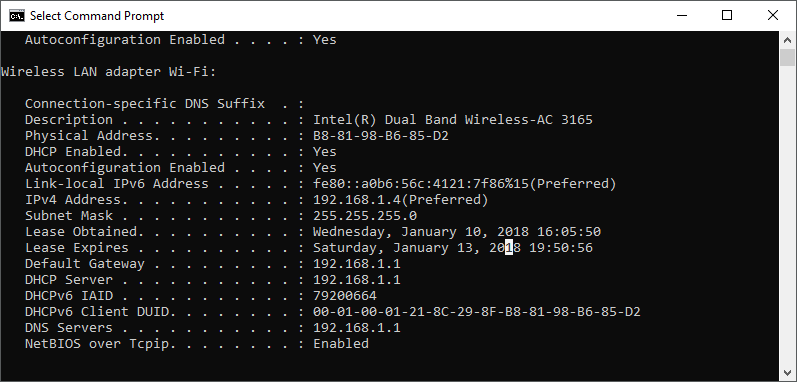 Select Command Prompt
   Autoconfiguration Enabled . . . . : Yes
Wireless LAN adapter Wi-Fi:
   Connection-specific DNS Suffix  . :
   Description . . . . . . . . . . . : Intel(R) Dual Band Wireless-AC 3165
   Physical Address. . . . . . . . . : B8-81-98-B6-85-D2
   DHCP Enabled. . . . . . . . . . . : Yes
   Autoconfiguration Enabled . . . . : Yes
   Link-local IPv6 Address . . . . . : fe80::a0b6:56c:4121:7f86%15(Preferred)
   IPv4 Address. . . . . . . . . . . : 192.168.1.4(Preferred)
   Subnet Mask . . . . . . . . . . . : 255.255.255.0
   Lease Obtained. . . . . . . . . . : Wednesday, January 10, 2018 16:05:50
   Lease Expires . . . . . . . . . . : Saturday, January 13, 2018 19:50:56
   Default Gateway . . . . . . . . . : 192.168.1.1
   DHCP Server . . . . . . . . . . . : 192.168.1.1
   DHCPv6 IAID . . . . . . . . . . . : 79200664
   DHCPv6 Client DUID. . . . . . . . : 00-01-00-01-21-8C-29-8F-B8-81-98-B6-85-D2
   DNS Servers . . . . . . . . . . . : 192.168.1.1
   NetBIOS over Tcpip. . . . . . . . : Enabled